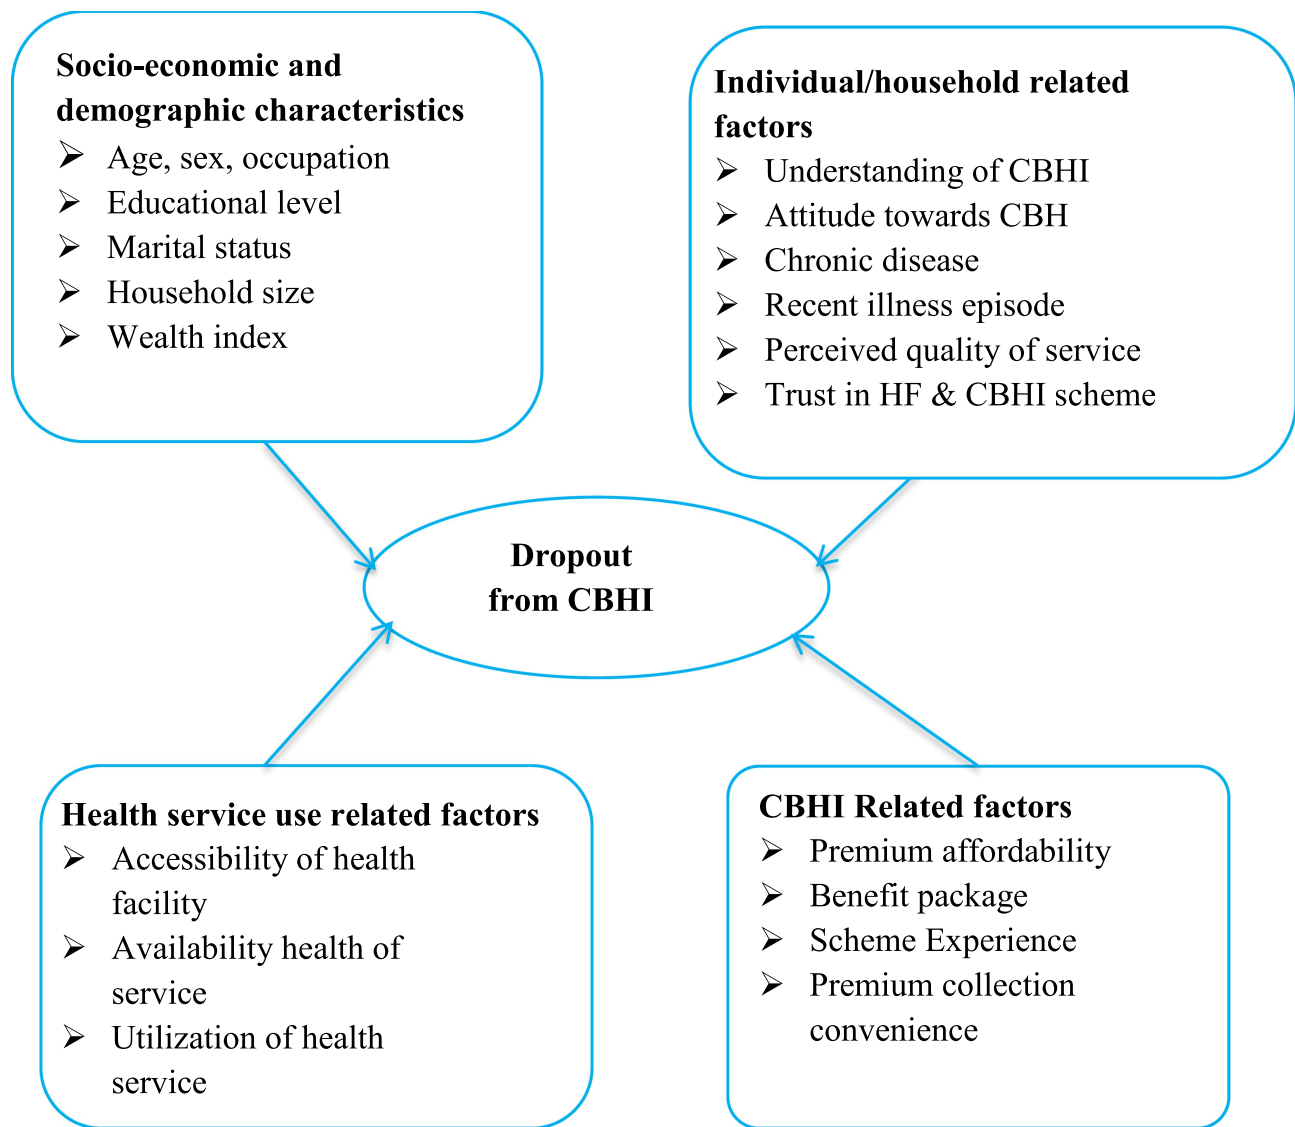 Socio-economic and
demographic characteristics
➢ Age, sex, occupation
➢ Educational level
➢ Marital status
➢ Household size
➢ Wealth index
Individual/household related
factors
➢ Understanding of CBHI
➢ Attitude towards CBH
➢ Chronic disease
➢ Recent illness episode
➢ Perceived quality of service
➢ Trust in HF & CBHI scheme
Dropout
from CBHI
Health service use related factors
➢ Accessibility of health
facility
➢ Availability health of
service
➢ Utilization of health
service
CBHI Related factors
➢ Premium affordability
➢ Benefit package
➢ Scheme Experience
➢ Premium collection
convenience